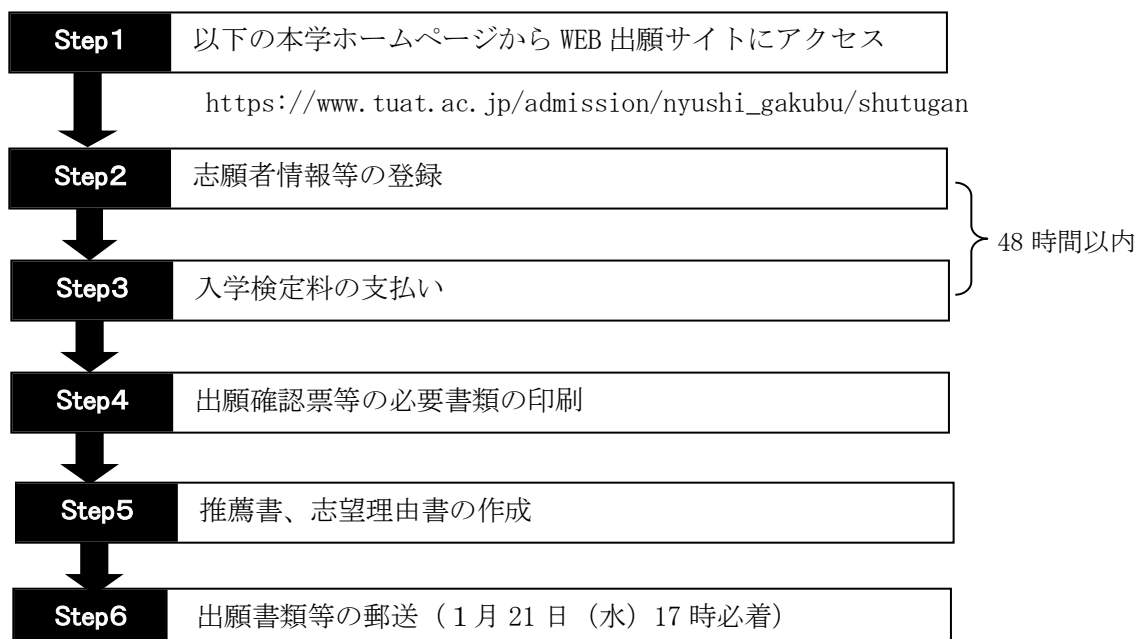 Step1 以下の本学ホームページから WEB 出願サイトにアクセス
https://www.tuat.ac.jp/admission/nyushi_gakubu/shutugan
Step2 志願者情報等の登録
48 時間以内
Step3 入学検定料の支払い
Step4 出願確認票等の必要書類の印刷
Step5 推薦書、志望理由書の作成
Step6 出願書類等の郵送（１月 21 日（水）17 時必着）